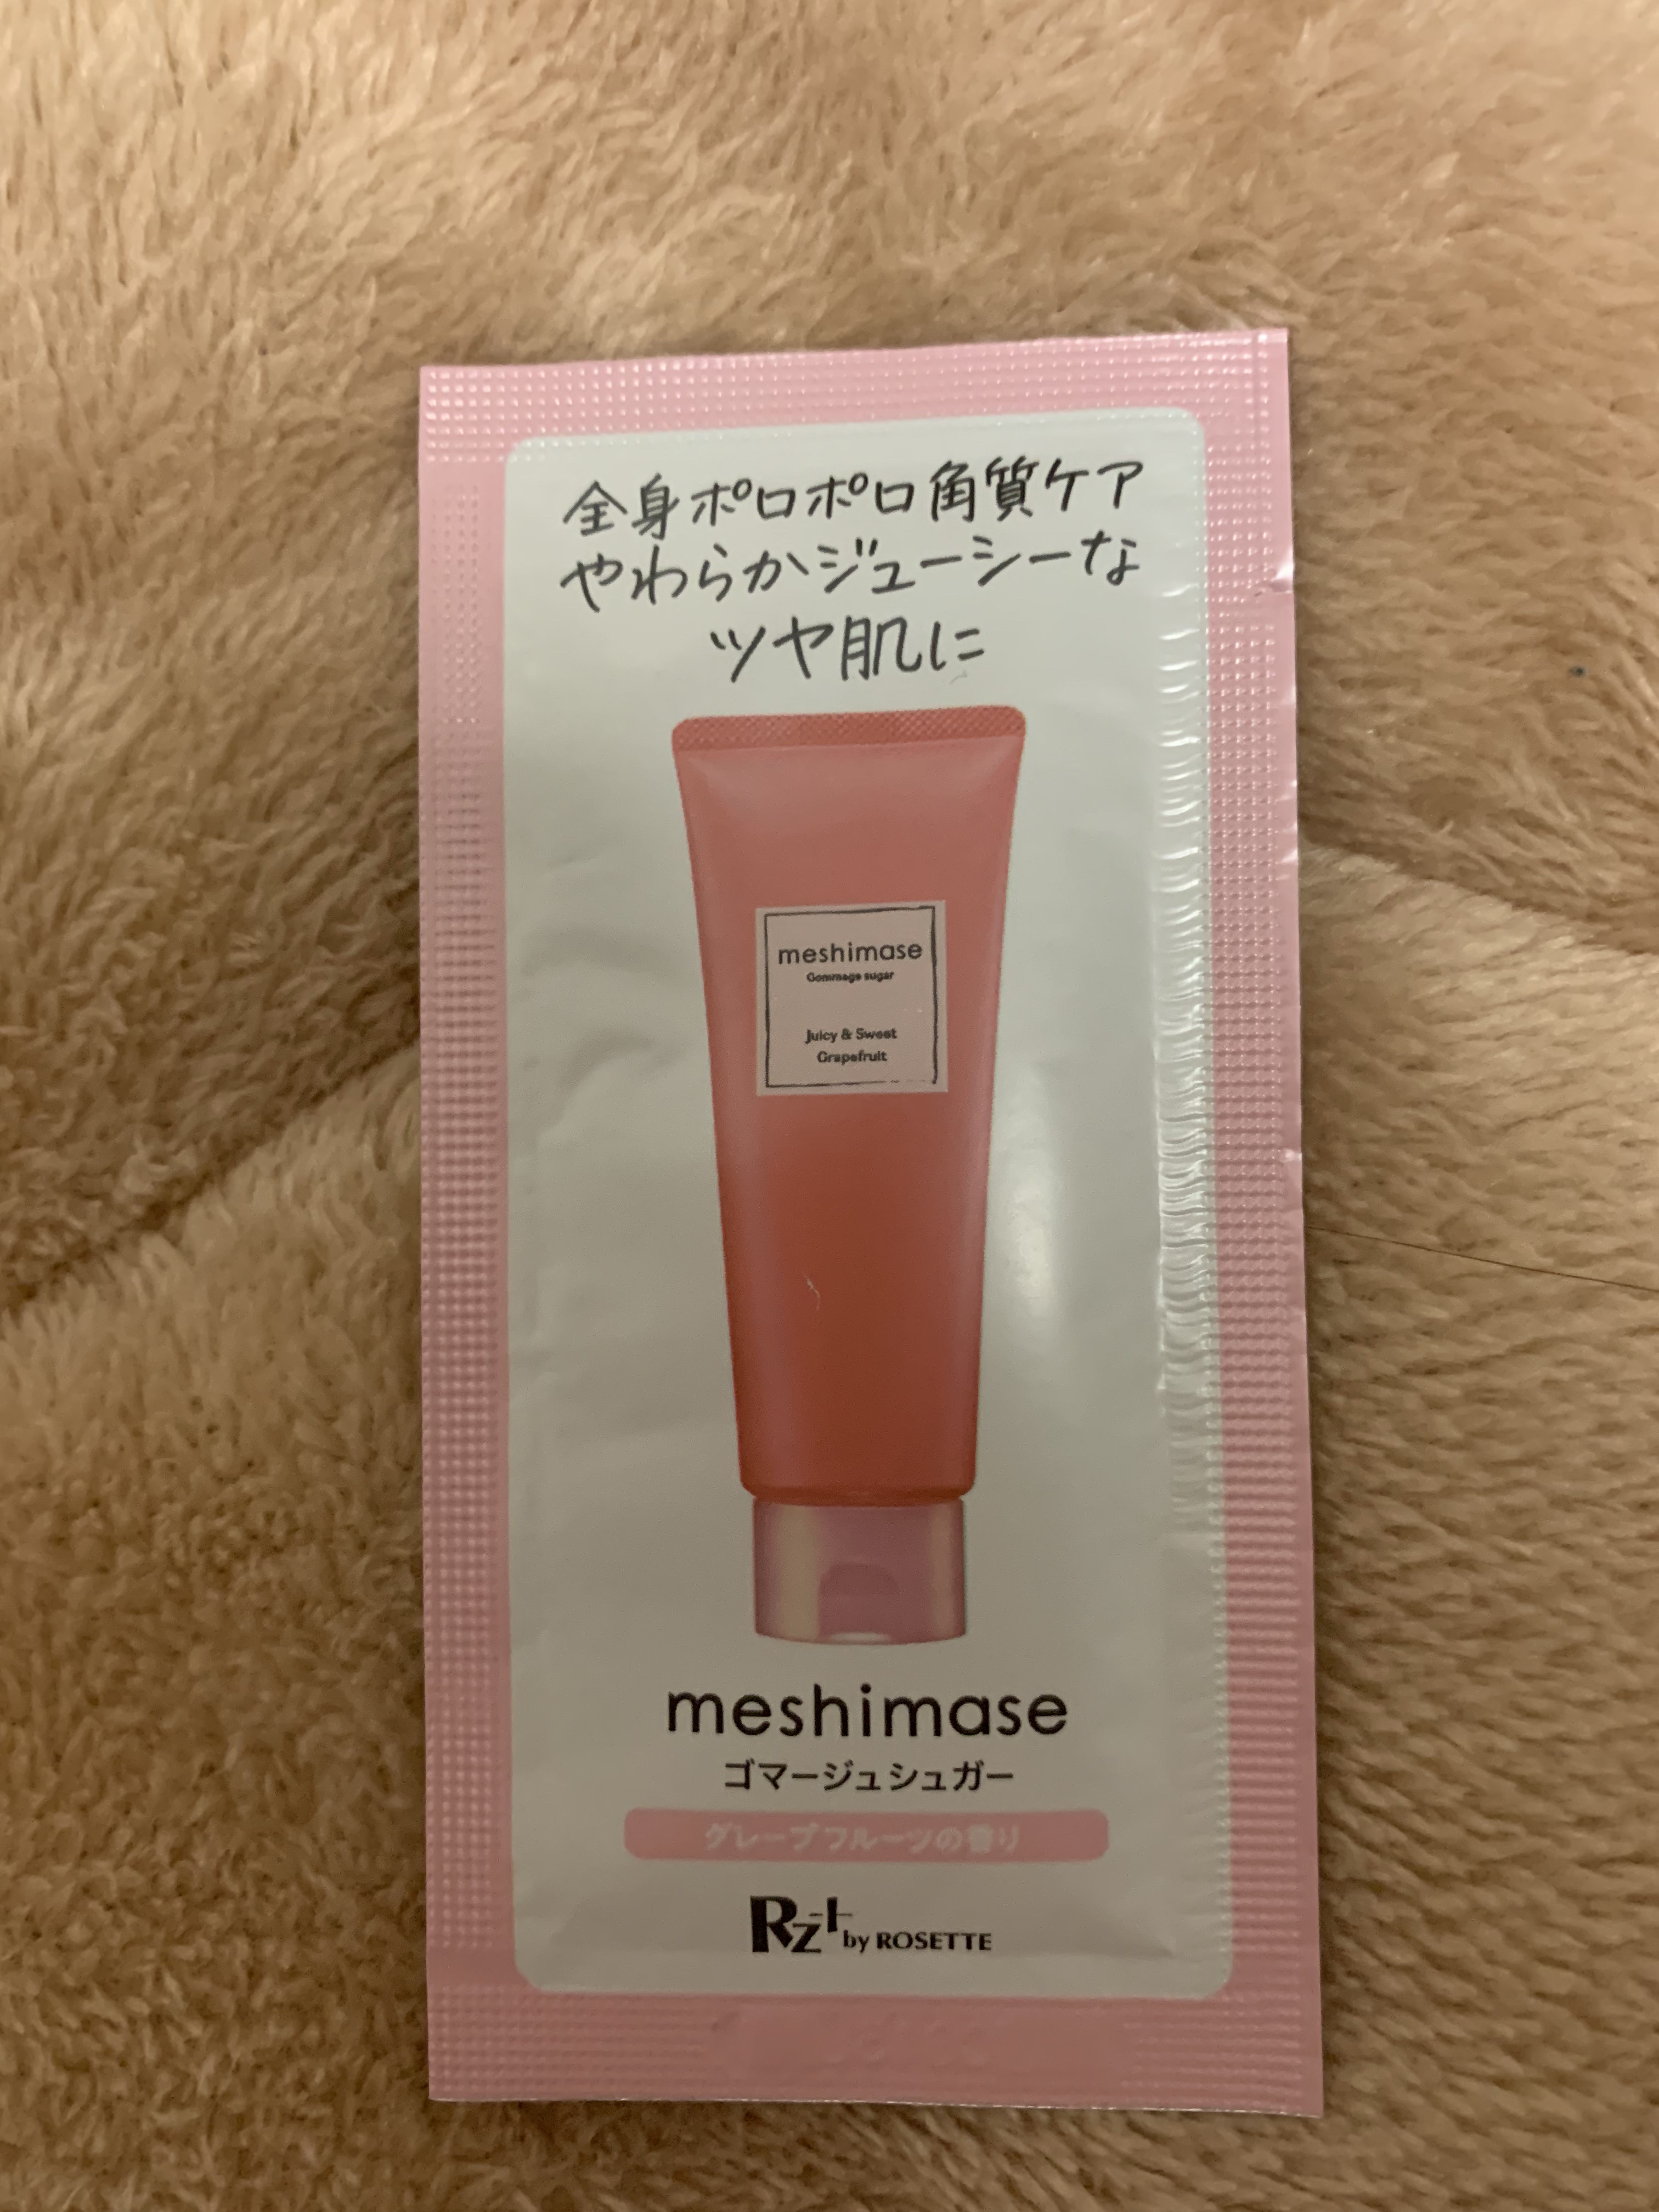 全身ポロポロ角質ケア
やわらかジューシーな
ツヤ肌に
meshimase
Gommage sugar
Juicy & Sweet
Grapefruit
meshimase
ゴマージュシュガー
グレープフルーツの香り
Rz+ by ROSETTE